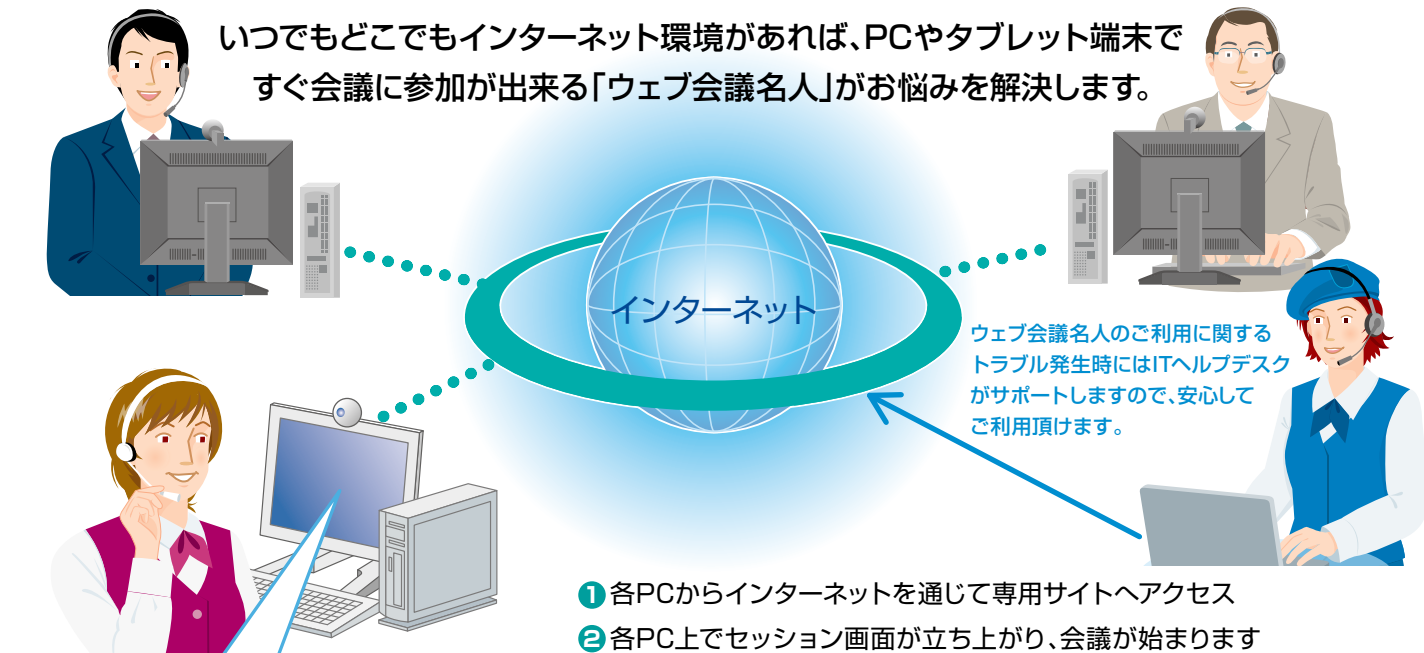 いつでもどこでもインターネット環境があれば、PCやタブレット端末で
すぐ会議に参加が出来る「ウェブ会議名人」がお悩みを解決します。
インターネット
ウェブ会議名人のご利用に関する
トラブル発生時にはITヘルプデスク
がサポートしますので、安心して
ご利用頂けます。
❶各PCからインターネットを通じて専用サイトへアクセス
❷各PC上でセッション画面が立ち上がり、会議が始まります